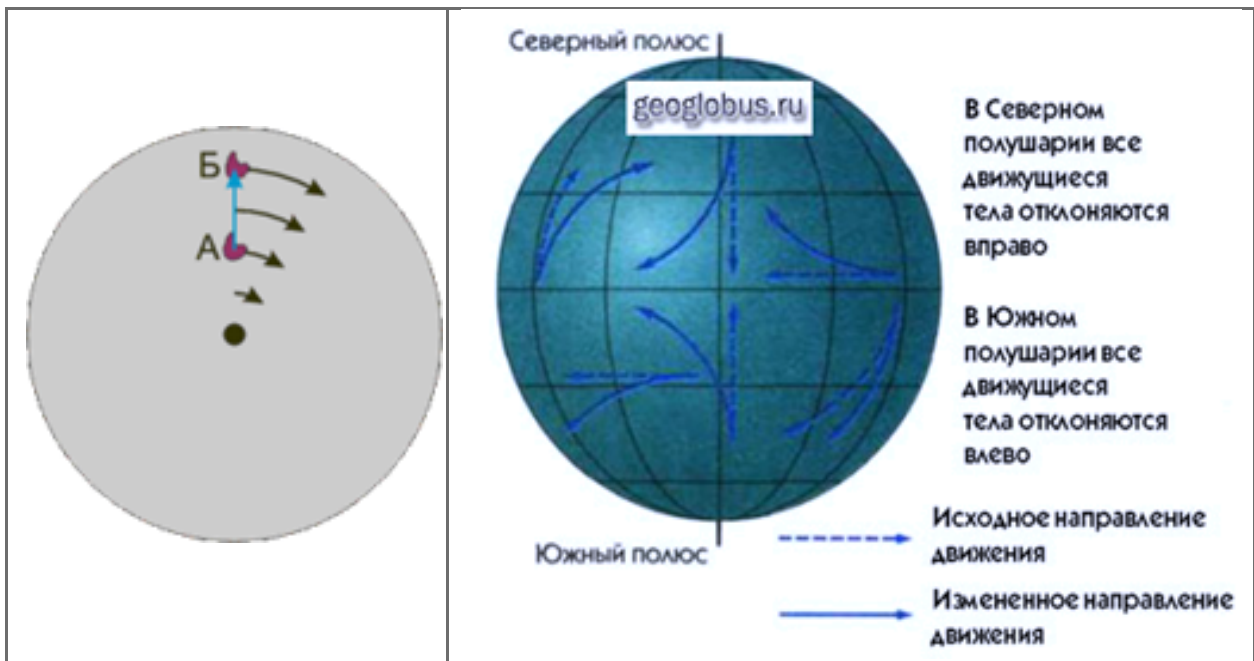 Б
А
Северный полюс
geoglobus.ru
В Северном
полушарии все
движущиеся
тела отклоняются
вправо
В Южном
полушарии все
движущиеся
тела отклоняются
влево
Южный полюс
Исходное направление
движения
Измененное направление
движения